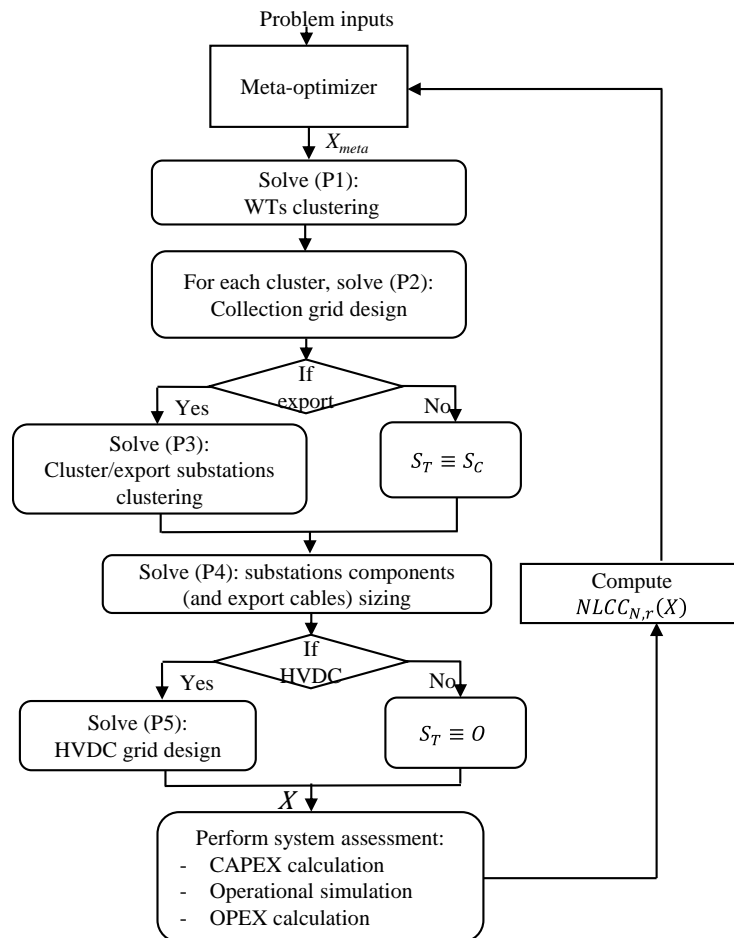 Problem inputs
Meta-optimizer
X_meta
Solve (P1):
WTs clustering
For each cluster, solve (P2):
Collection grid design
If
export
Yes
No
Solve (P3):
Cluster/export substations
clustering
S_T ≡ S_C
Solve (P4): substations components
(and export cables) sizing
Compute
NLCC_{N,r}(X)
If
HVDC
Yes
No
Solve (P5):
HVDC grid design
S_T ≡ O
X
Perform system assessment:
- CAPEX calculation
- Operational simulation
- OPEX calculation